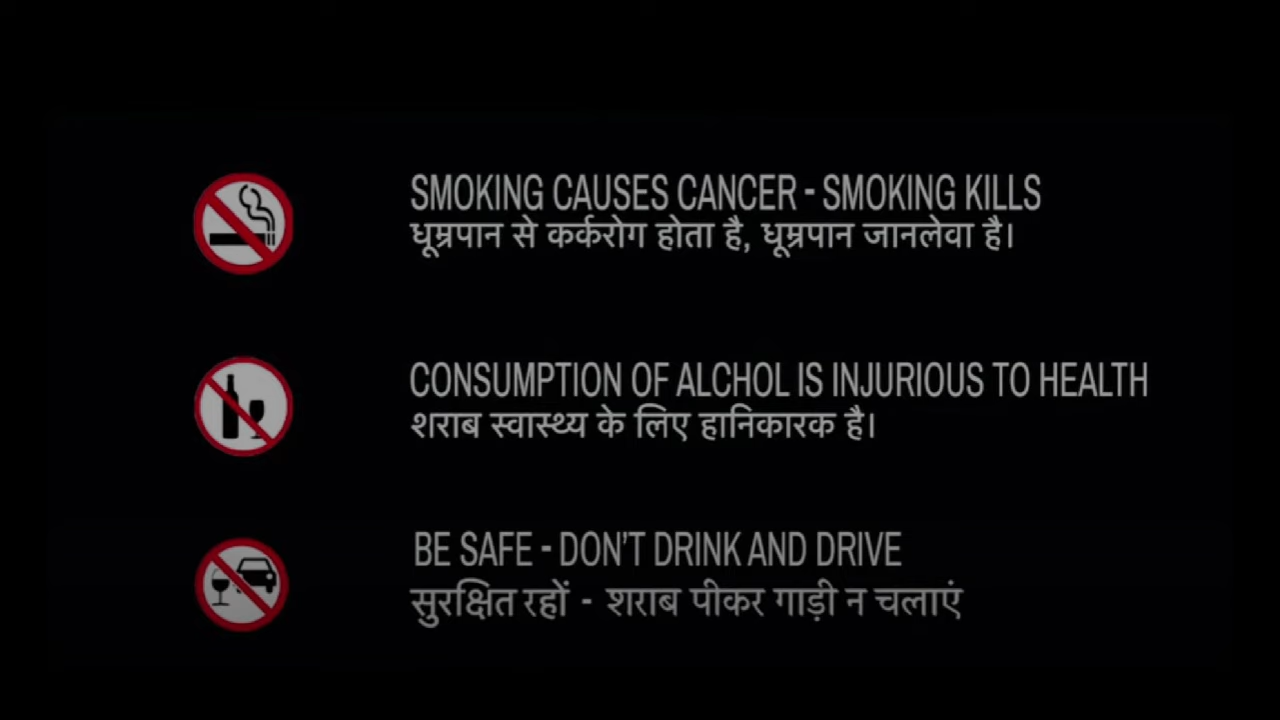 SMOKING CAUSES CANCER - SMOKING KILLS
धूम्रपान से कर्करोग होता है, धूम्रपान जानलेवा है।
CONSUMPTION OF ALCHOL IS INJURIOUS TO HEALTH
शराब स्वास्थ्य के लिए हानिकारक है।
BE SAFE - DON'T DRINK AND DRIVE
सुरक्षित रहों - शराब पीकर गाड़ी न चलाएं